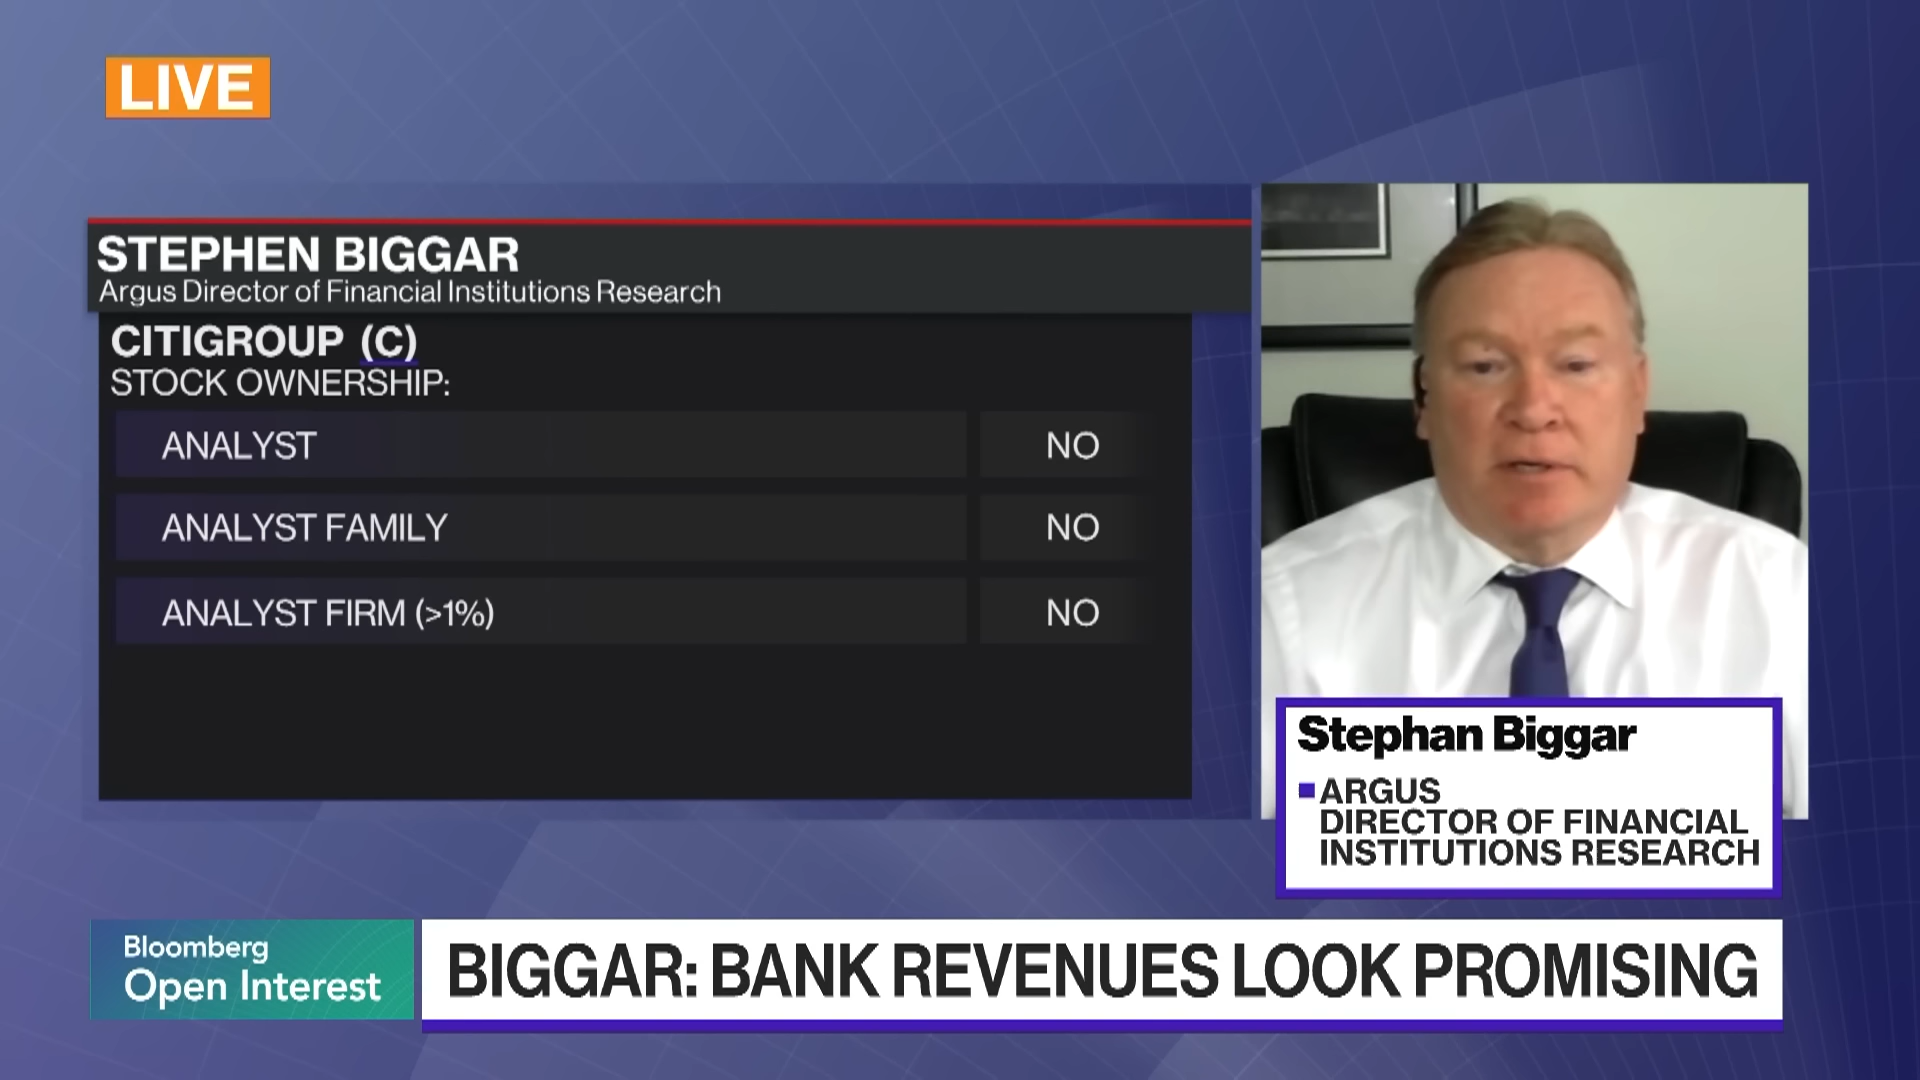 LIVE
STEPHEN BIGGAR
Argus Director of Financial Institutions Research
CITIGROUP (C)
STOCK OWNERSHIP:
ANALYST NO
ANALYST FAMILY NO
ANALYST FIRM (>1%) NO
Stephan Biggar
ARGUS
DIRECTOR OF FINANCIAL
INSTITUTIONS RESEARCH
Bloomberg
Open Interest
BIGGAR: BANK REVENUES LOOK PROMISING